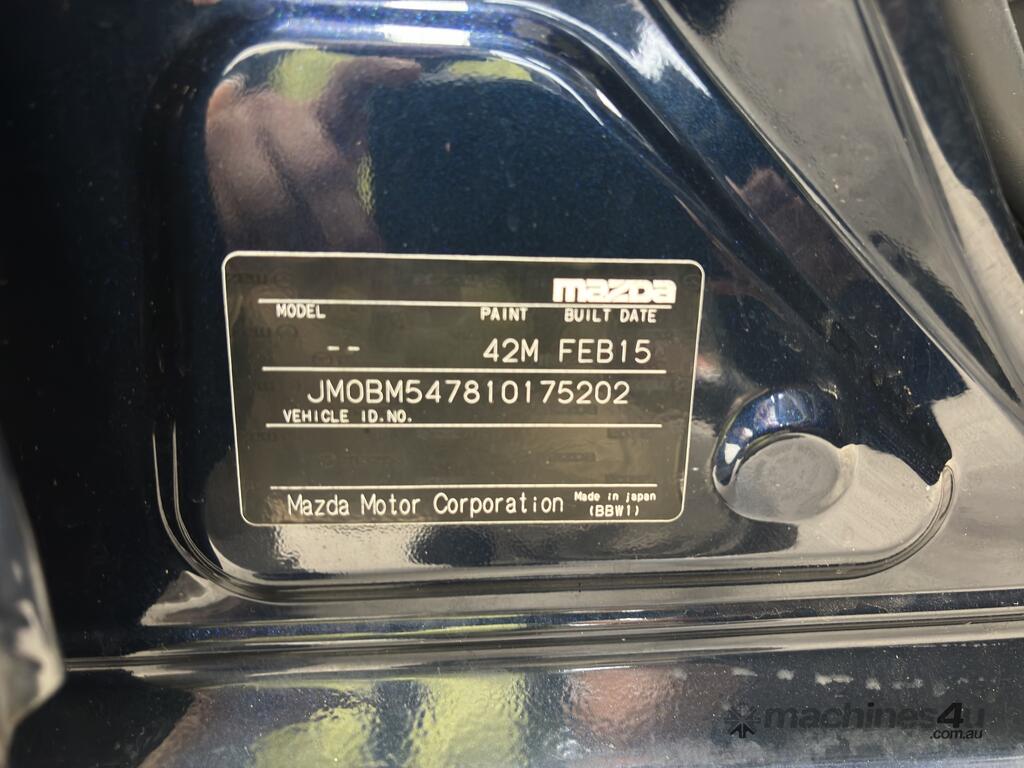 mazda
MODEL PAINT BUILT DATE
-- 42M FEB15
JM0BM547810175202
VEHICLE ID.NO.
Mazda Motor Corporation Made in japan
(BBW1)
machines4u
.com.au